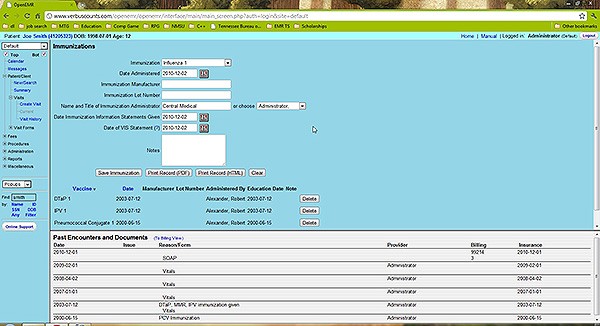 OpenEMR
www.verbuscounts.com/openemr/openemr/interface/main/main_screen.php?auth=login&site=default
dl job search MTG Education Comp Game RPG NMSU C++ Tennessee Bureau o... EMR TS Scholarships Other bookmarks
Patient: Joe Smith (41205323) DOB: 1998-07-01 Age: 12 Home | Manual | Logged in: Administrator (Default) Logout
Default
Top Bot
Calendar
Messages
Patient/Client
New/Search
Summary
Visits
Create Visit
Current
Visit History
Visit Forms
Fees
Procedures
Administration
Reports
Miscellaneous
Popups
Find: smith
by: Name ID
SSN DOB
Any Filter
Online Support
Immunizations
Immunization Influenza 1
Date Administered 2010-12-02
Immunization Manufacturer
Immunization Lot Number
Name and Title of Immunization Administrator Central Medical or choose Administrator,
Date Immunization Information Statements Given 2010-12-02
Date of VIS Statement (?) 2010-12-02
Notes
Save Immunization Print Record (PDF) Print Record (HTML) Clear
Vaccine Date Manufacturer Lot Number Administered By Education Date Note
DTaP 1 2003-07-12 Alexander, Robert 2003-07-12 Delete
IPV 1 2003-07-12 Alexander, Robert 2003-07-12 Delete
Pneumococcal Conjugate 1 2000-06-15 Alexander, Robert 2000-06-15 Delete
Past Encounters and Documents (To Billing View)
Date Issue Reason/Form Provider Billing Insurance
2010-12-01 99214 2010-12-01
SOAP 3
2009-02-01 Administrator 2009-02-01
Vitals
2008-04-02 Administrator 2008-04-02
Vitals
2007-01-01 Administrator 2007-01-01
Vitals
2003-07-12 DTaP, MMR, IPV immunization given Administrator 2003-07-12
Vitals
2000-06-15 PCV Immunization Administrator 2000-06-15